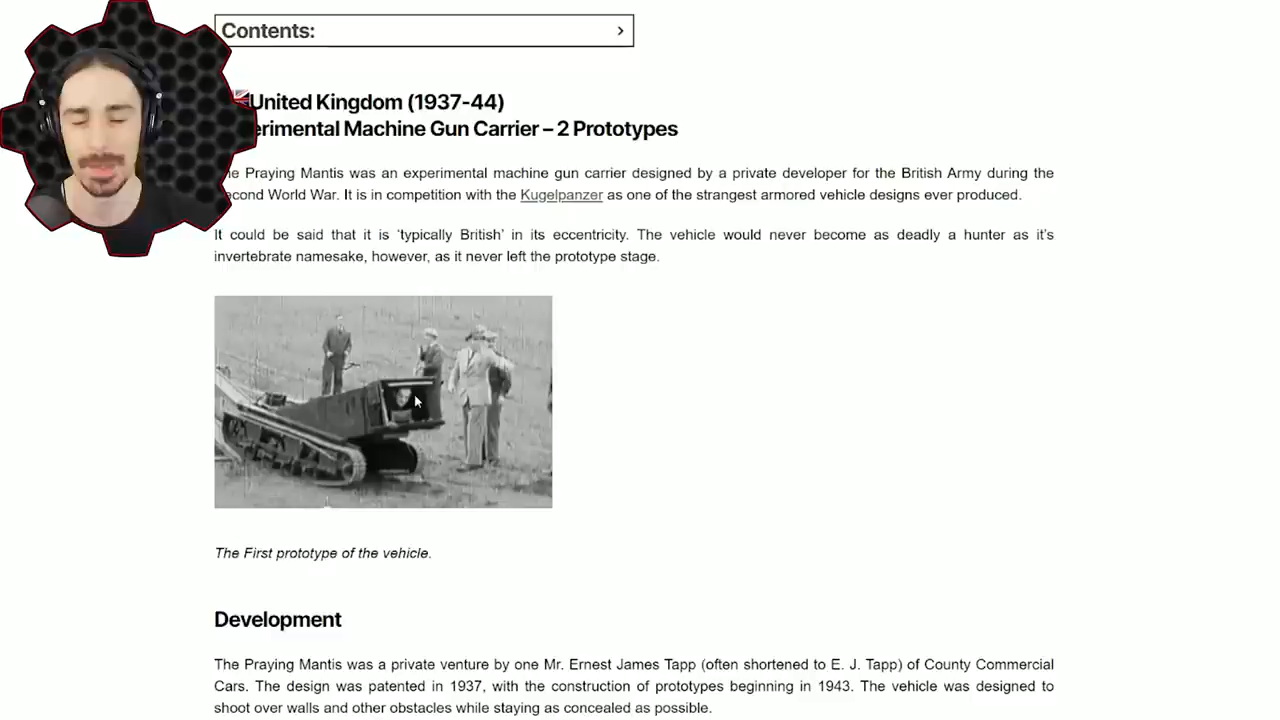 Contents:
United Kingdom (1937-44)
erimental Machine Gun Carrier – 2 Prototypes
e Praying Mantis was an experimental machine gun carrier designed by a private developer for the British Army during the
cond World War. It is in competition with the Kugelpanzer as one of the strangest armored vehicle designs ever produced.
It could be said that it is ‘typically British’ in its eccentricity. The vehicle would never become as deadly a hunter as it’s
invertebrate namesake, however, as it never left the prototype stage.
The First prototype of the vehicle.
Development
The Praying Mantis was a private venture by one Mr. Ernest James Tapp (often shortened to E. J. Tapp) of County Commercial
Cars. The design was patented in 1937, with the construction of prototypes beginning in 1943. The vehicle was designed to
shoot over walls and other obstacles while staying as concealed as possible.